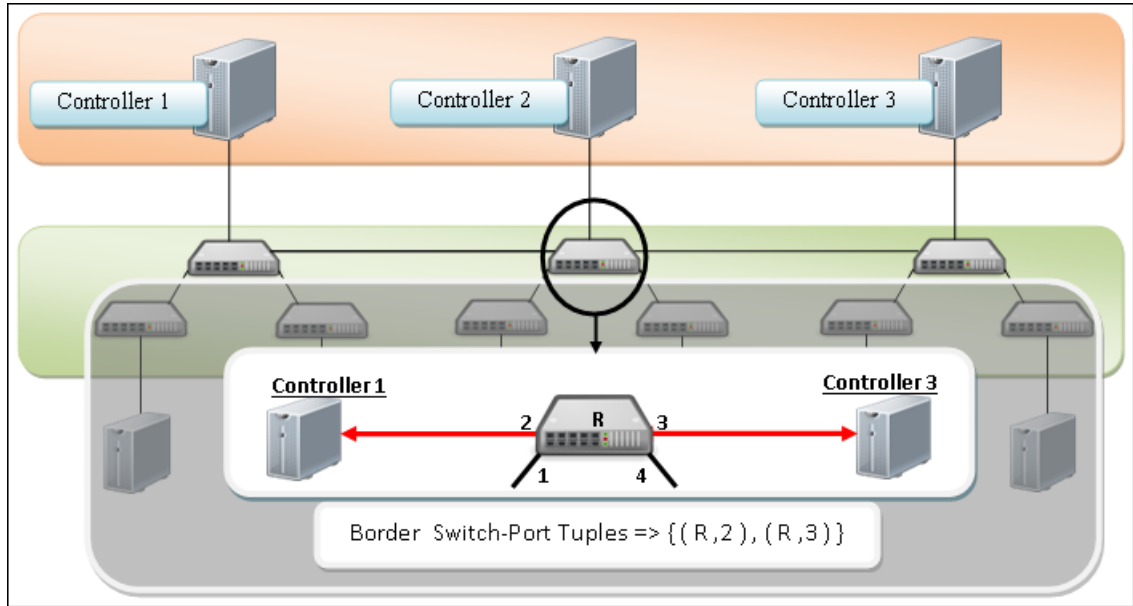 Controller 1
Controller 2
Controller 3
Controller 1
Controller 3
2
R
3
1
4
Border Switch-Port Tuples => {( R ,2 ), ( R ,3 )}